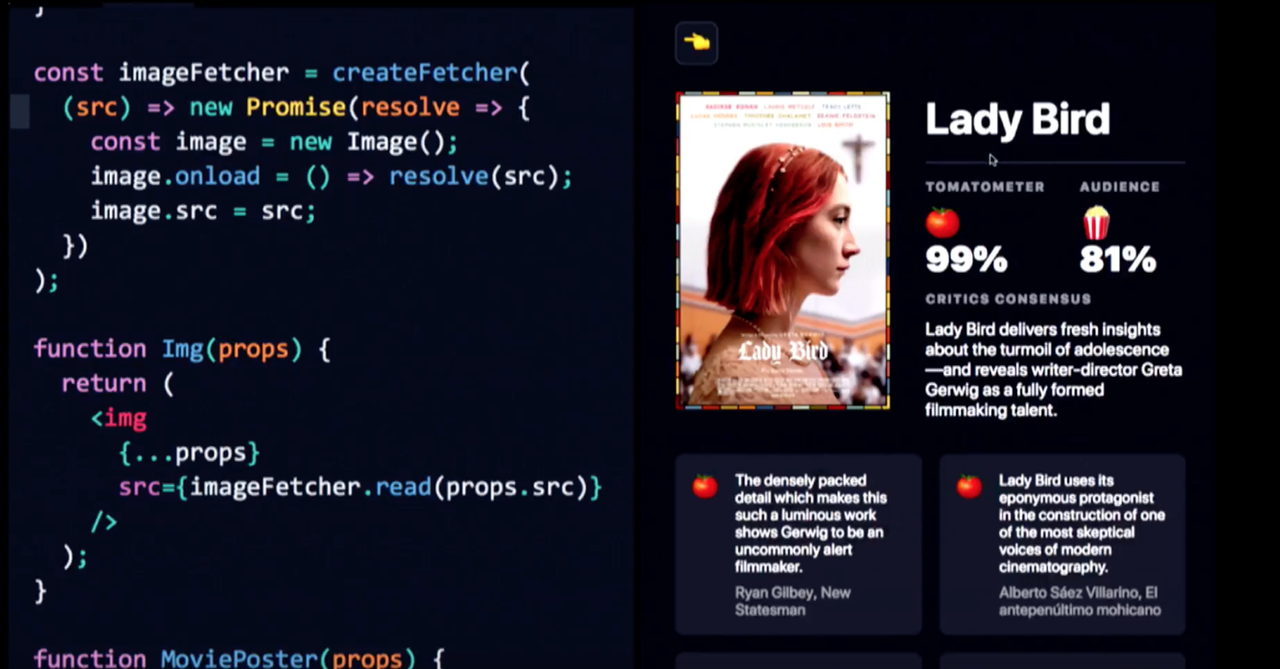 const imageFetcher = createFetcher(
(src) => new Promise(resolve => {
const image = new Image();
image.onload = () => resolve(src);
image.src = src;
})
);
function Img(props) {
return (
<img
{...props}
src={imageFetcher.read(props.src)}
/>
);
}
function MoviePoster(props) {
Lady Bird
TOMATOMETER
AUDIENCE
99%
81%
CRITICS CONSENSUS
Lady Bird delivers fresh insights
about the turmoil of adolescence
—and reveals writer-director Greta
Gerwig as a fully formed
filmmaking talent.
SAOIRSE RONAN LAURIE METCALF TRACY LETTS
LUCAS HEDGES TIMOTHÉE CHALAMET BEANIE FELDSTEIN
STEPHEN MCKINLEY HENDERSON LOIS SMITH
Lady Bird
The densely packed
detail which makes this
such a luminous work
shows Gerwig to be an
uncommonly alert
filmmaker.
Ryan Gilbey, New
Statesman
Lady Bird uses its
eponymous protagonist
in the construction of one
of the most skeptical
voices of modern
cinematography.
Alberto Sáez Villarino, El
antepenúltimo mohicano